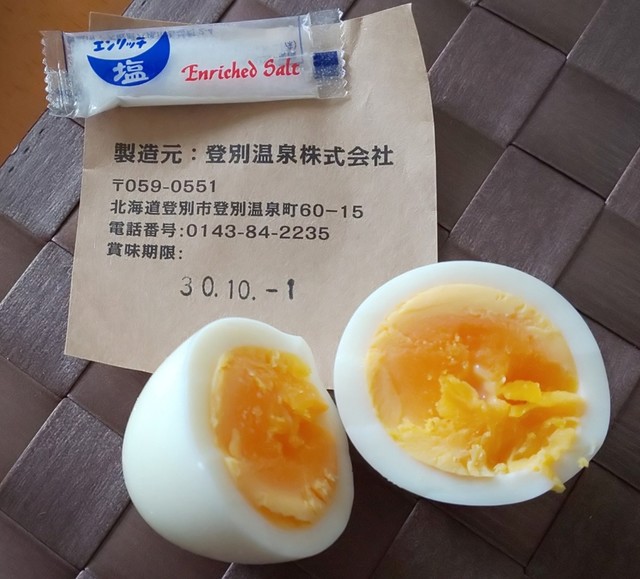 エンリッチ
塩
Enriched Salt
製造元：登別温泉株式会社
〒059-0551
北海道登別市登別温泉町60-15
電話番号:0143-84-2235
賞味期限:
30.10.-1